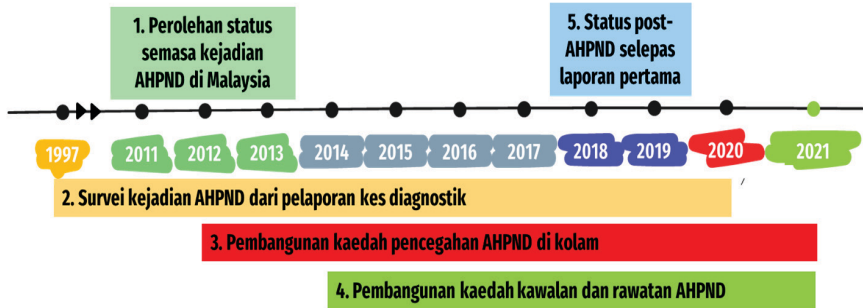 1. Perolehan status
semasa kejadian
AHPND di Malaysia
5. Status post-
AHPND selepas
laporan pertama
1997 2011 2012 2013 2014 2015 2016 2017 2018 2019 2020 2021
2. Survei kejadian AHPND dari pelaporan kes diagnostik
3. Pembangunan kaedah pencegahan AHPND di kolam
4. Pembangunan kaedah kawalan dan rawatan AHPND